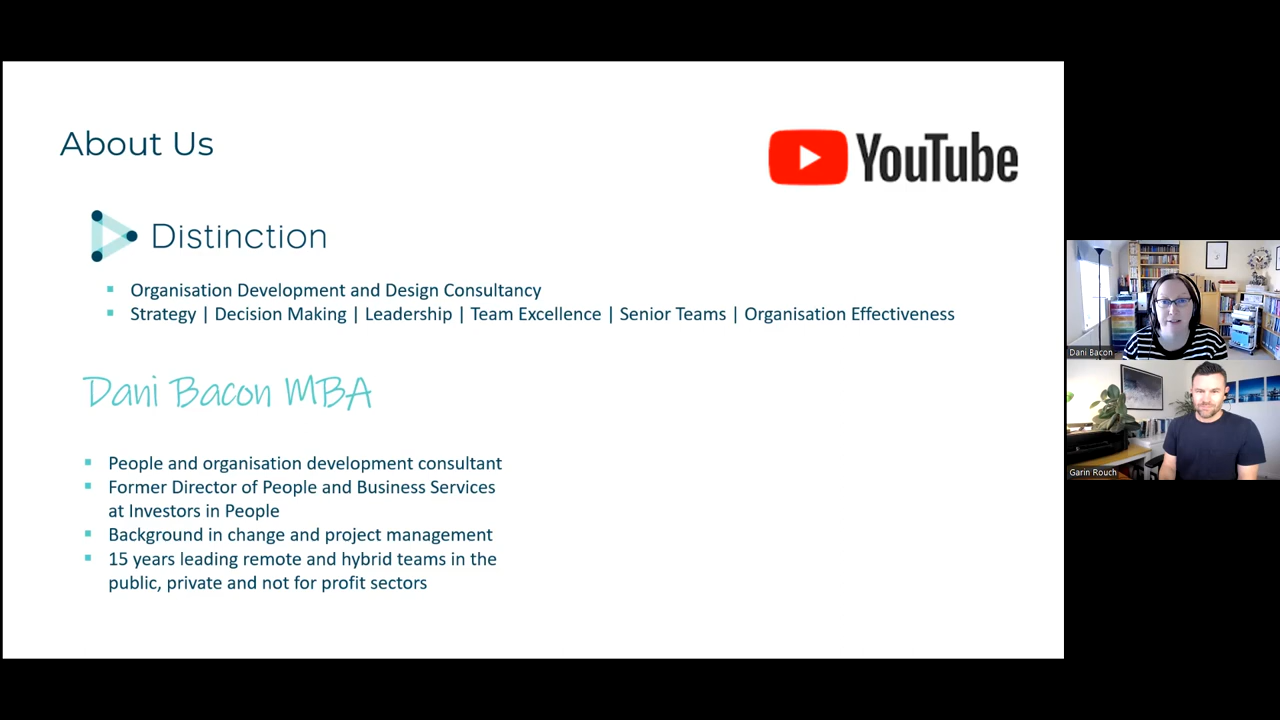 About Us
YouTube
Distinction
Organisation Development and Design Consultancy
Strategy | Decision Making | Leadership | Team Excellence | Senior Teams | Organisation Effectiveness
Dani Bacon MBA
People and organisation development consultant
Former Director of People and Business Services
at Investors in People
Background in change and project management
15 years leading remote and hybrid teams in the
public, private and not for profit sectors
Dani Bacon
Garin Rouch